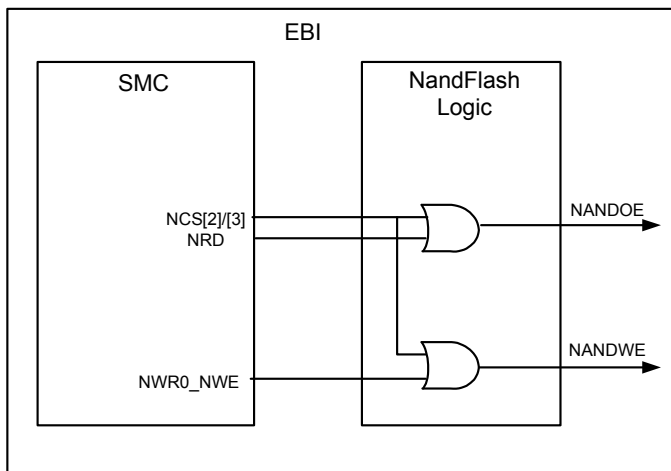 EBI
SMC
NandFlash
Logic
NCS[2]/[3]
NRD
NANDOE
NWR0_NWE
NANDWE